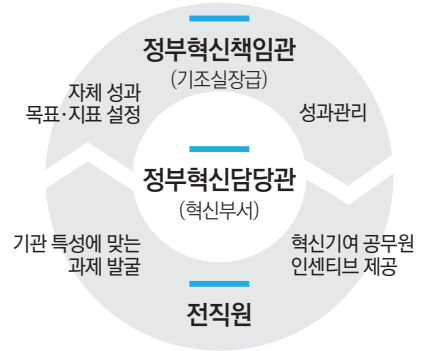 정부혁신책임관
(기조실장급)
자체 성과
목표·지표 설정
성과관리
정부혁신담당관
(혁신부서)
기관 특성에 맞는
과제 발굴
혁신기여 공무원
인센티브 제공
전직원